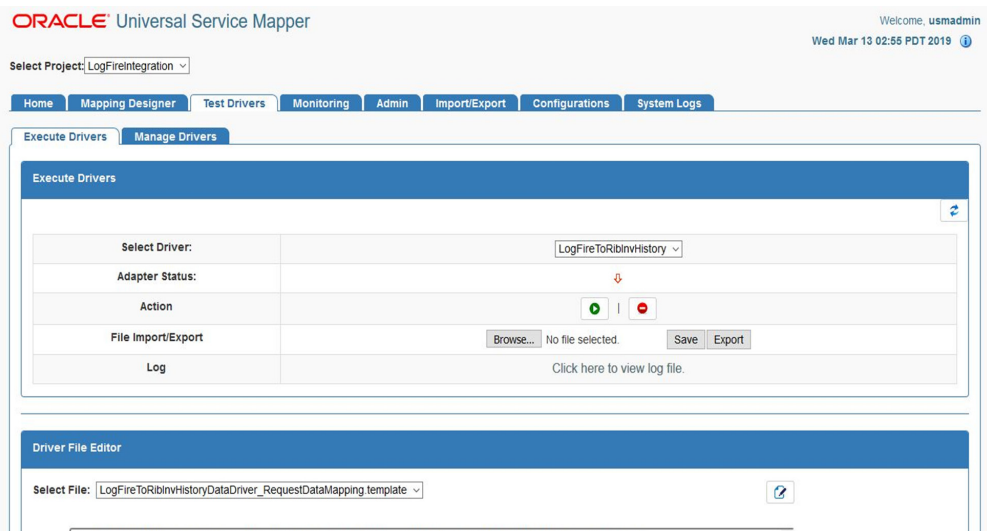 ORACLE Universal Service Mapper
Welcome, usmadmin
Wed Mar 13 02:55 PDT 2019
Select Project: LogFireIntegration
Home Mapping Designer Test Drivers Monitoring Admin Import/Export Configurations System Logs
Execute Drivers Manage Drivers
Execute Drivers
Select Driver: LogFireToRibInvHistory
Adapter Status:
Action |
File Import/Export Browse... No file selected. Save Export
Log Click here to view log file.
Driver File Editor
Select File: LogFireToRibInvHistoryDataDriver_RequestDataMapping.template